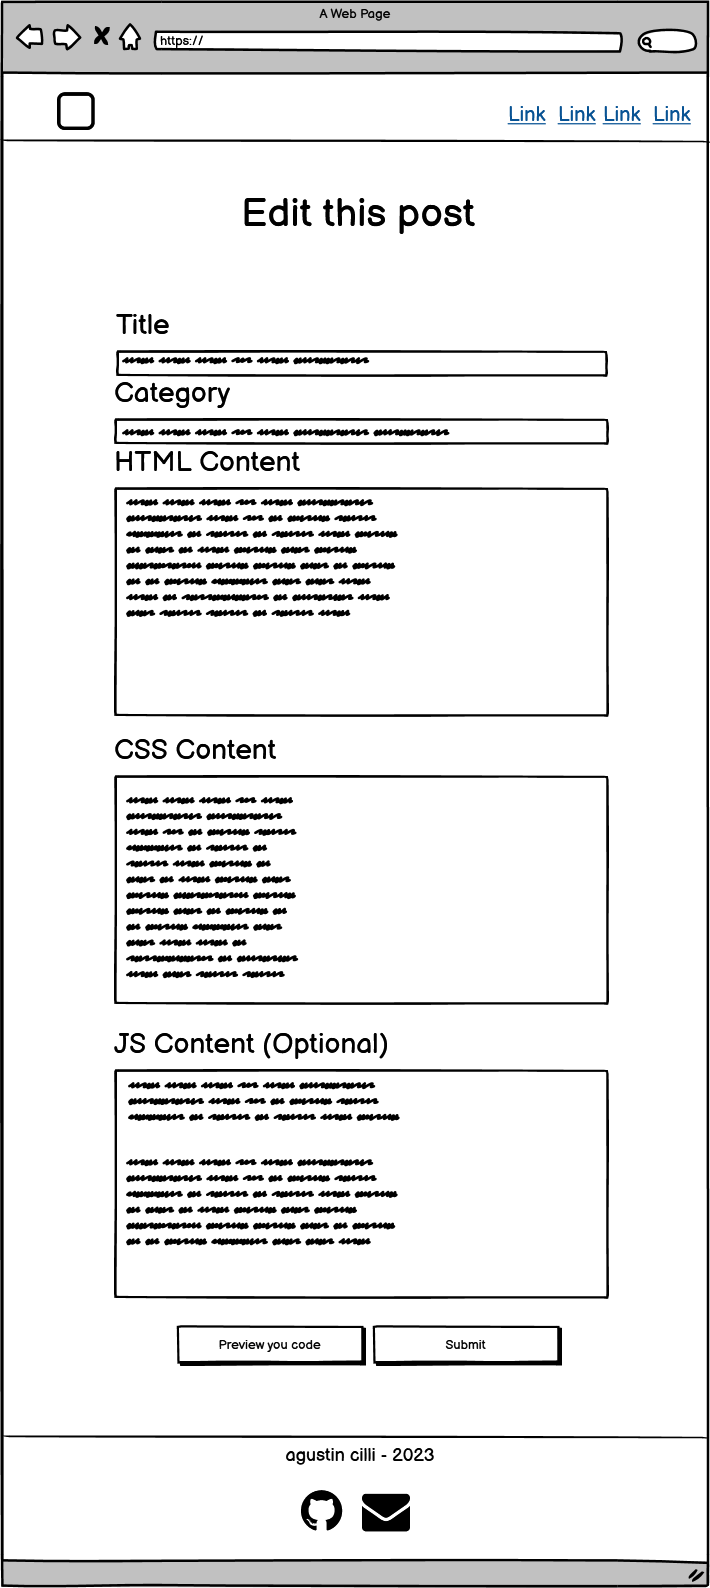 A Web Page
https://
Link Link Link Link
Edit this post
Title
Category
HTML Content
CSS Content
JS Content (Optional)
Preview you code
Submit
agustin cilli - 2023